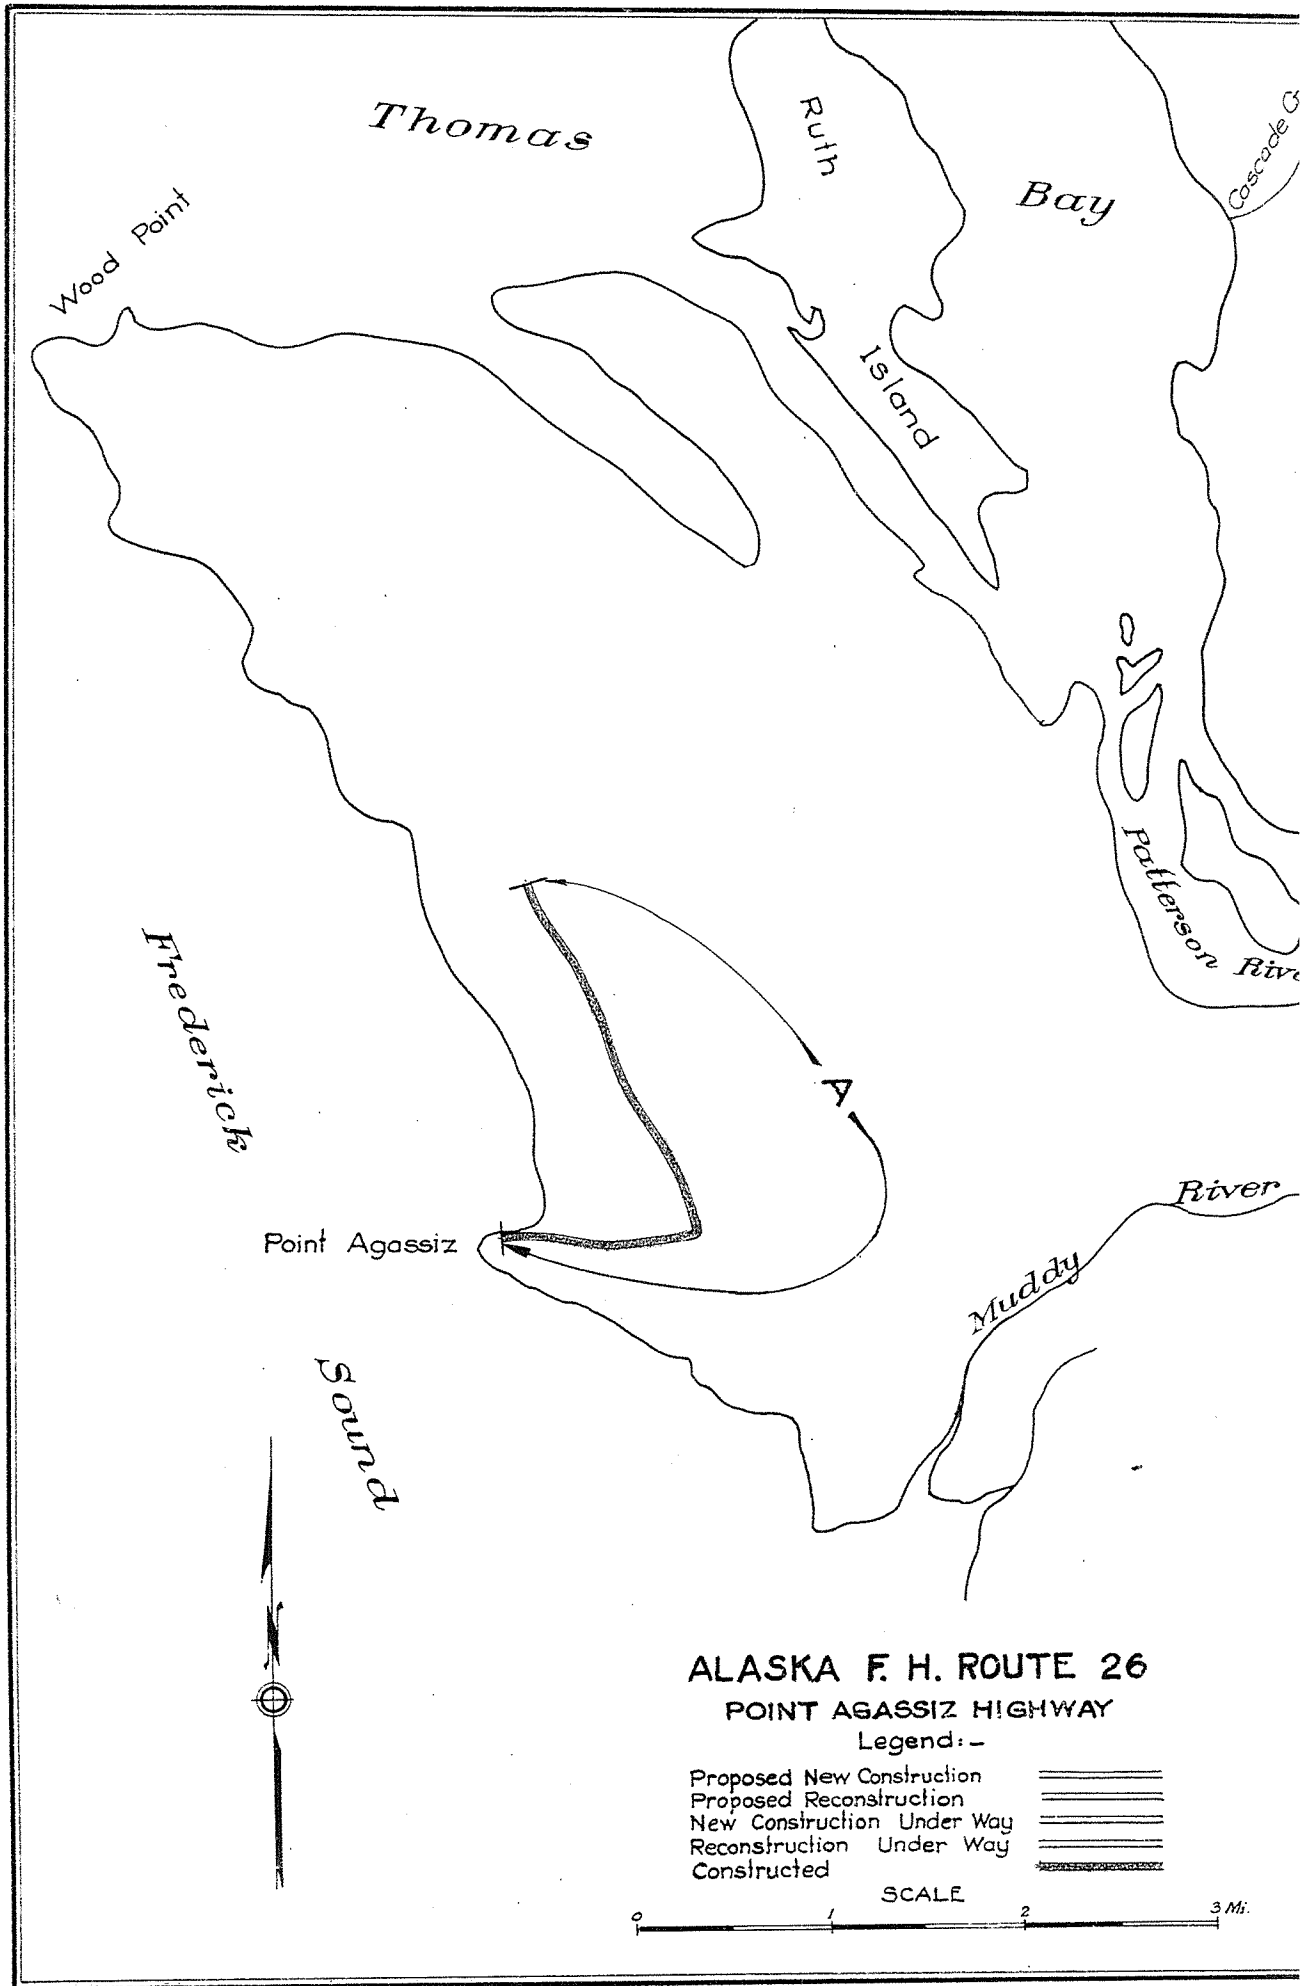 Thomas
Ruth
Bay
Cascade
Wood Point
Island
Patterson
River
Frederick
A
River
Point Agassiz
Muddy
Sound
N
ALASKA F. H. ROUTE 26
POINT AGASSIZ HIGHWAY
Legend:-
Proposed New Construction
Proposed Reconstruction
New Construction Under Way
Reconstruction Under Way
Constructed
SCALE
0 1 2 3 Mi.